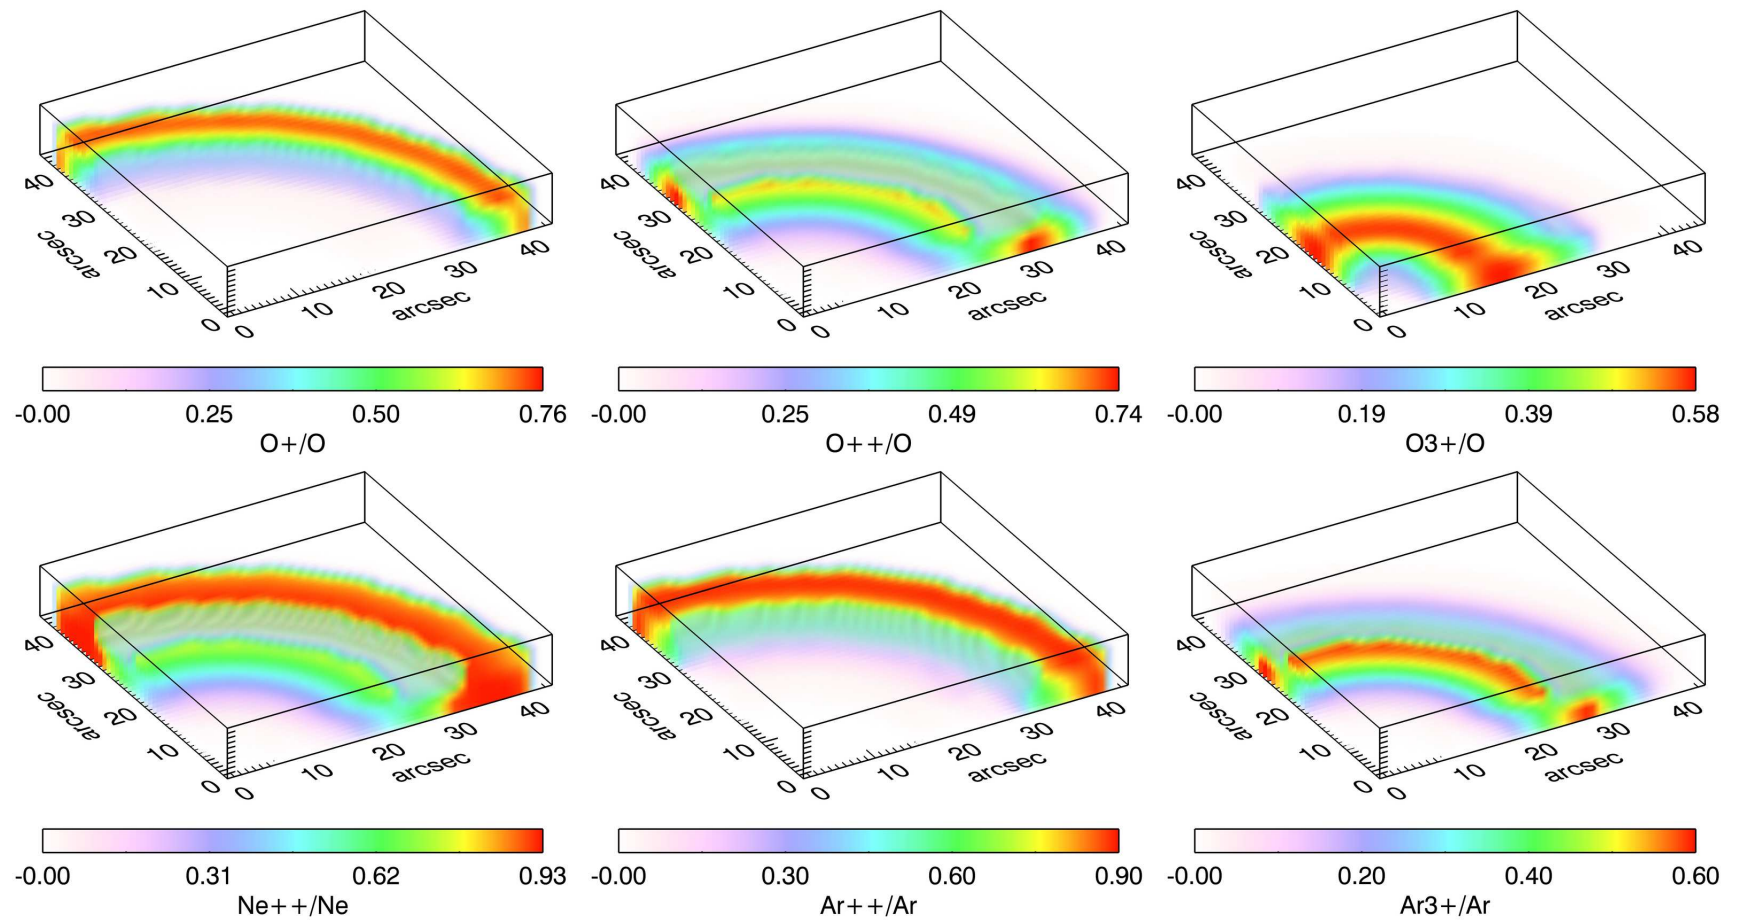 40 30 20 10 0 arcsec
0 10 20 30 40 arcsec
-0.00 0.25 0.50 0.76
O+/O
40 30 20 10 0 arcsec
0 10 20 30 40 arcsec
-0.00 0.25 0.49 0.74
O++/O
40 30 20 10 0 arcsec
0 10 20 30 40 arcsec
-0.00 0.19 0.39 0.58
O3+/O
40 30 20 10 0 arcsec
0 10 20 30 40 arcsec
-0.00 0.31 0.62 0.93
Ne++/Ne
40 30 20 10 0 arcsec
0 10 20 30 40 arcsec
-0.00 0.30 0.60 0.90
Ar++/Ar
40 30 20 10 0 arcsec
0 10 20 30 40 arcsec
-0.00 0.20 0.40 0.60
Ar3+/Ar